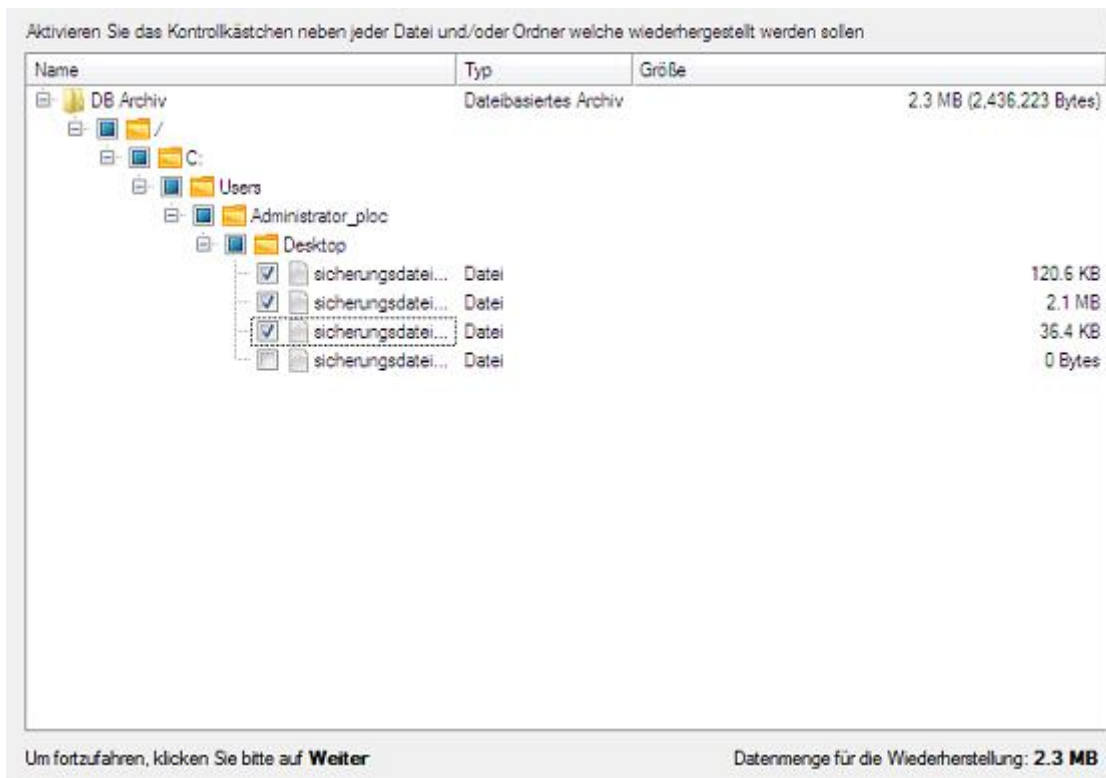 Aktivieren Sie das Kontrollkästchen neben jeder Datei und/oder Ordner welche wiederhergestellt werden sollen
Name Typ Größe
DB Archiv Dateibasiertes Archiv 2.3 MB (2,436,223 Bytes)
/
C:
Users
Administrator_ploc
Desktop
sicherungsdatei... Datei 120.6 KB
sicherungsdatei... Datei 2.1 MB
sicherungsdatei... Datei 36.4 KB
sicherungsdatei... Datei 0 Bytes
Um fortzufahren, klicken Sie bitte auf Weiter Datenmenge für die Wiederherstellung: 2.3 MB